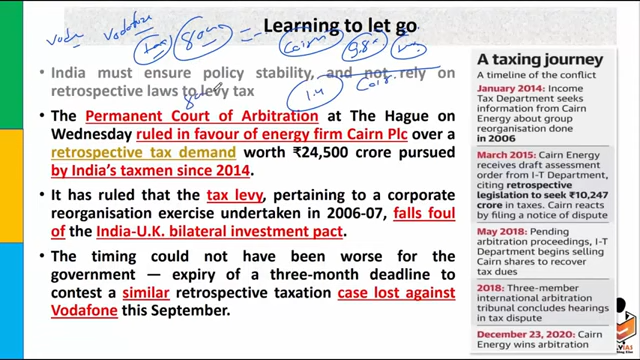 Learning to let go
Vodafone
tax
8000
Cairn
9.8%
1.4
Cair
India must ensure policy stability, and not rely on
retrospective laws to levy tax
The Permanent Court of Arbitration at The Hague on
Wednesday ruled in favour of energy firm Cairn Plc over a
retrospective tax demand worth ₹24,500 crore pursued
by India's taxmen since 2014.
It has ruled that the tax levy, pertaining to a corporate
reorganisation exercise undertaken in 2006-07, falls foul
of the India-U.K. bilateral investment pact.
The timing could not have been worse for the
government — expiry of a three-month deadline to
contest a similar retrospective taxation case lost against
Vodafone this September.
A taxing journey
A timeline of the conflict
January 2014: Income
Tax Department seeks
information from Cairn
Energy about group
reorganisation done
in 2006
March 2015: Cairn Energy
receives draft assessment
order from I-T Department,
citing retrospective
legislation to seek ₹10,247
crore in taxes. Cairn reacts
by filing a notice of dispute
May 2018: Pending
arbitration proceedings, I-T
Department begins selling
Cairn shares to recover
tax dues
2018: Three-member
international arbitration
tribunal concludes hearings
in tax dispute
December 23, 2020: Cairn
Energy wins arbitration